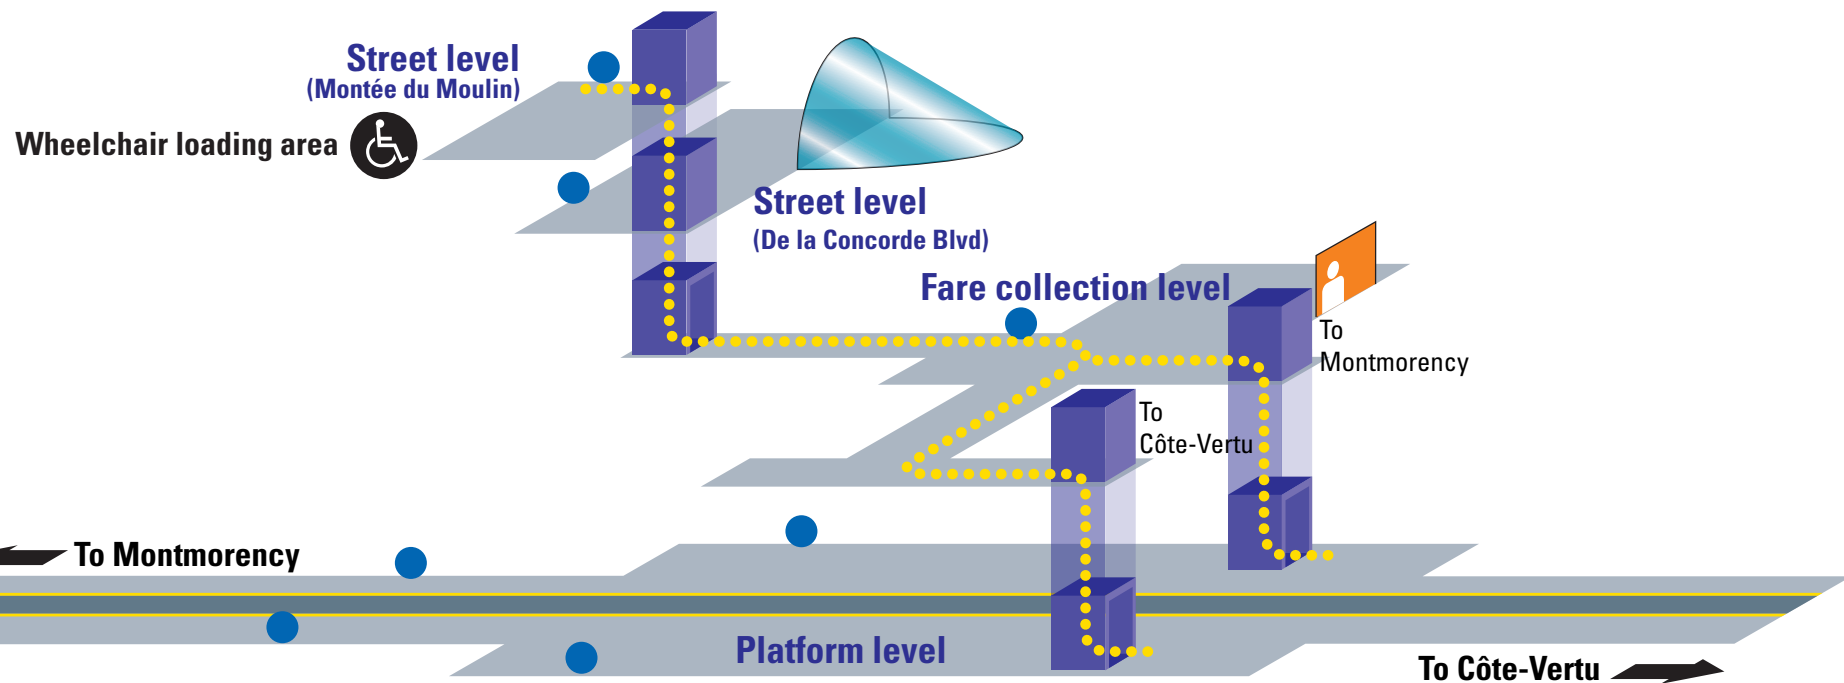 Street level
(Montée du Moulin)
Wheelchair loading area
Street level
(De la Concorde Blvd)
Fare collection level
To
Montmorency
To
Côte-Vertu
To Montmorency
Platform level
To Côte-Vertu